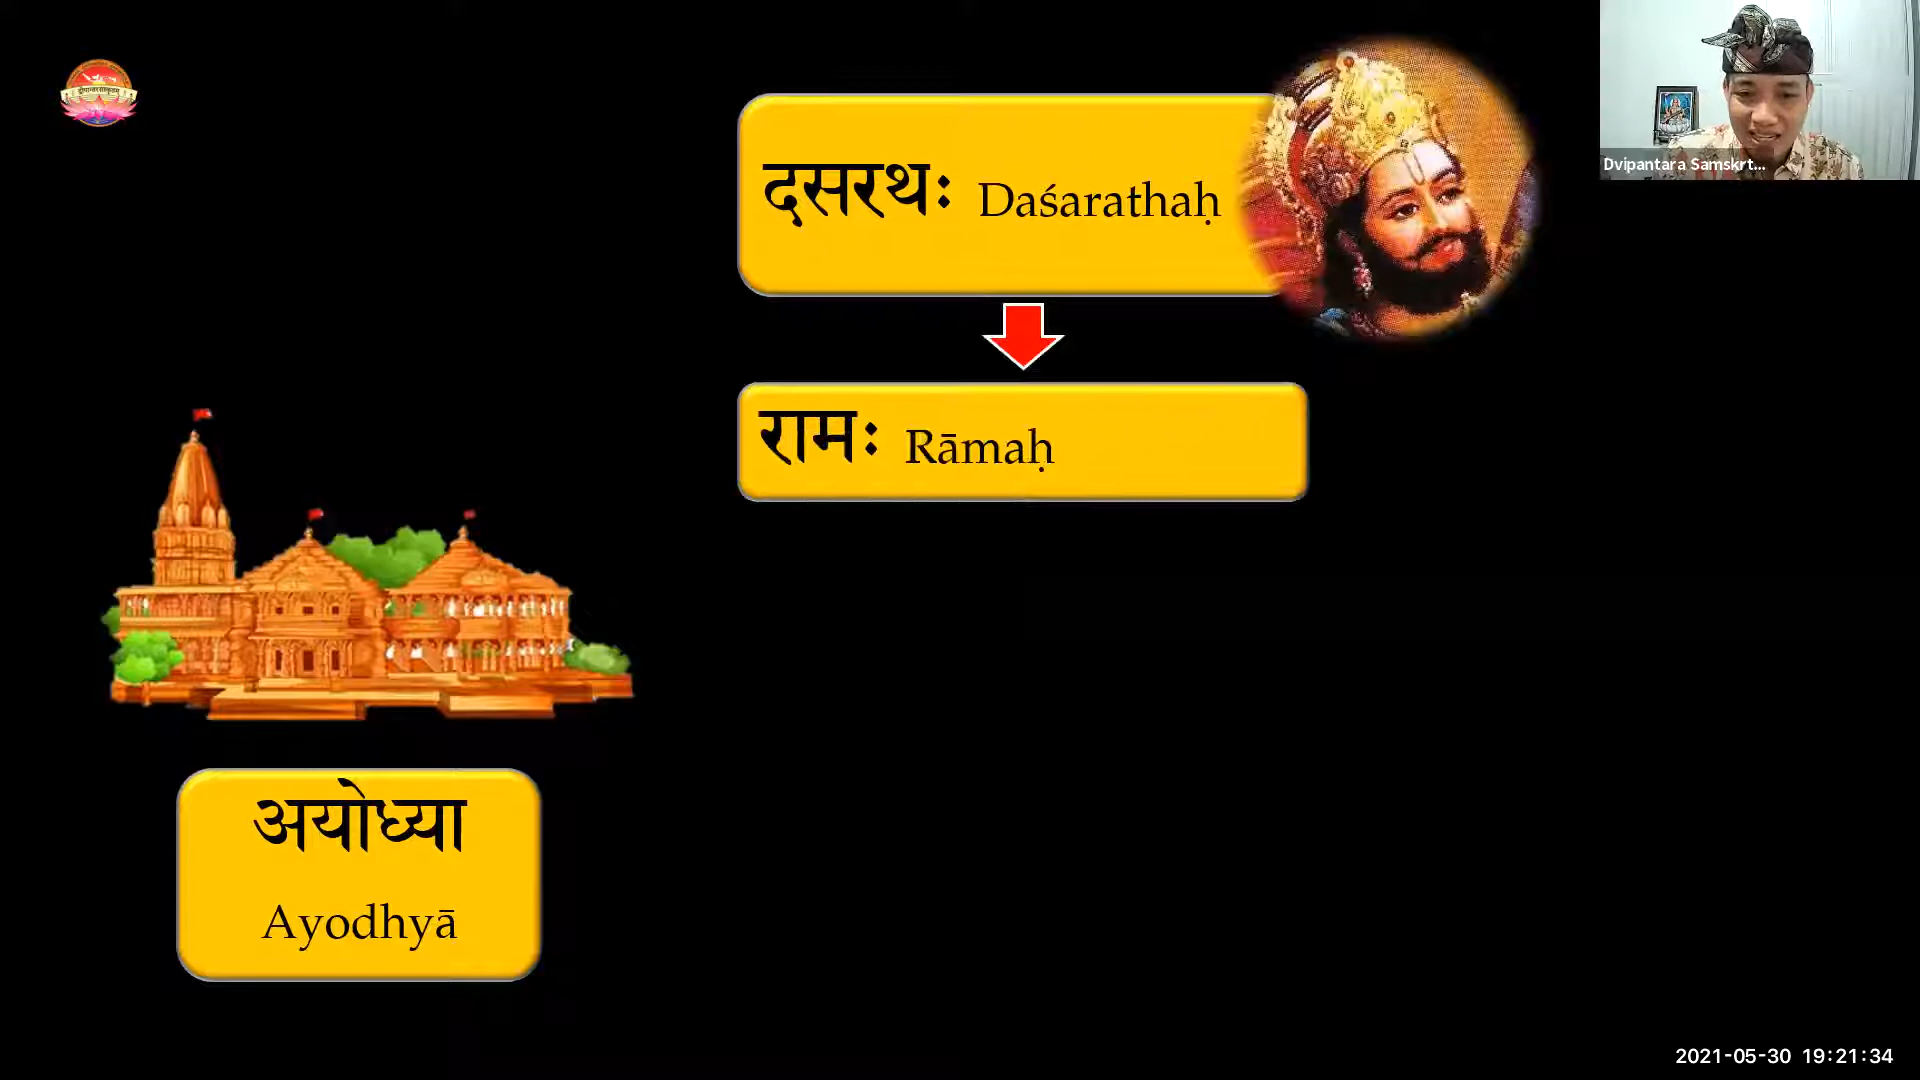 दसरथः Daśarathaḥ
Dvipantara Samskrt...
रामः Rāmaḥ
अयोध्या
Ayodhyā
2021-05-30 19:21:34